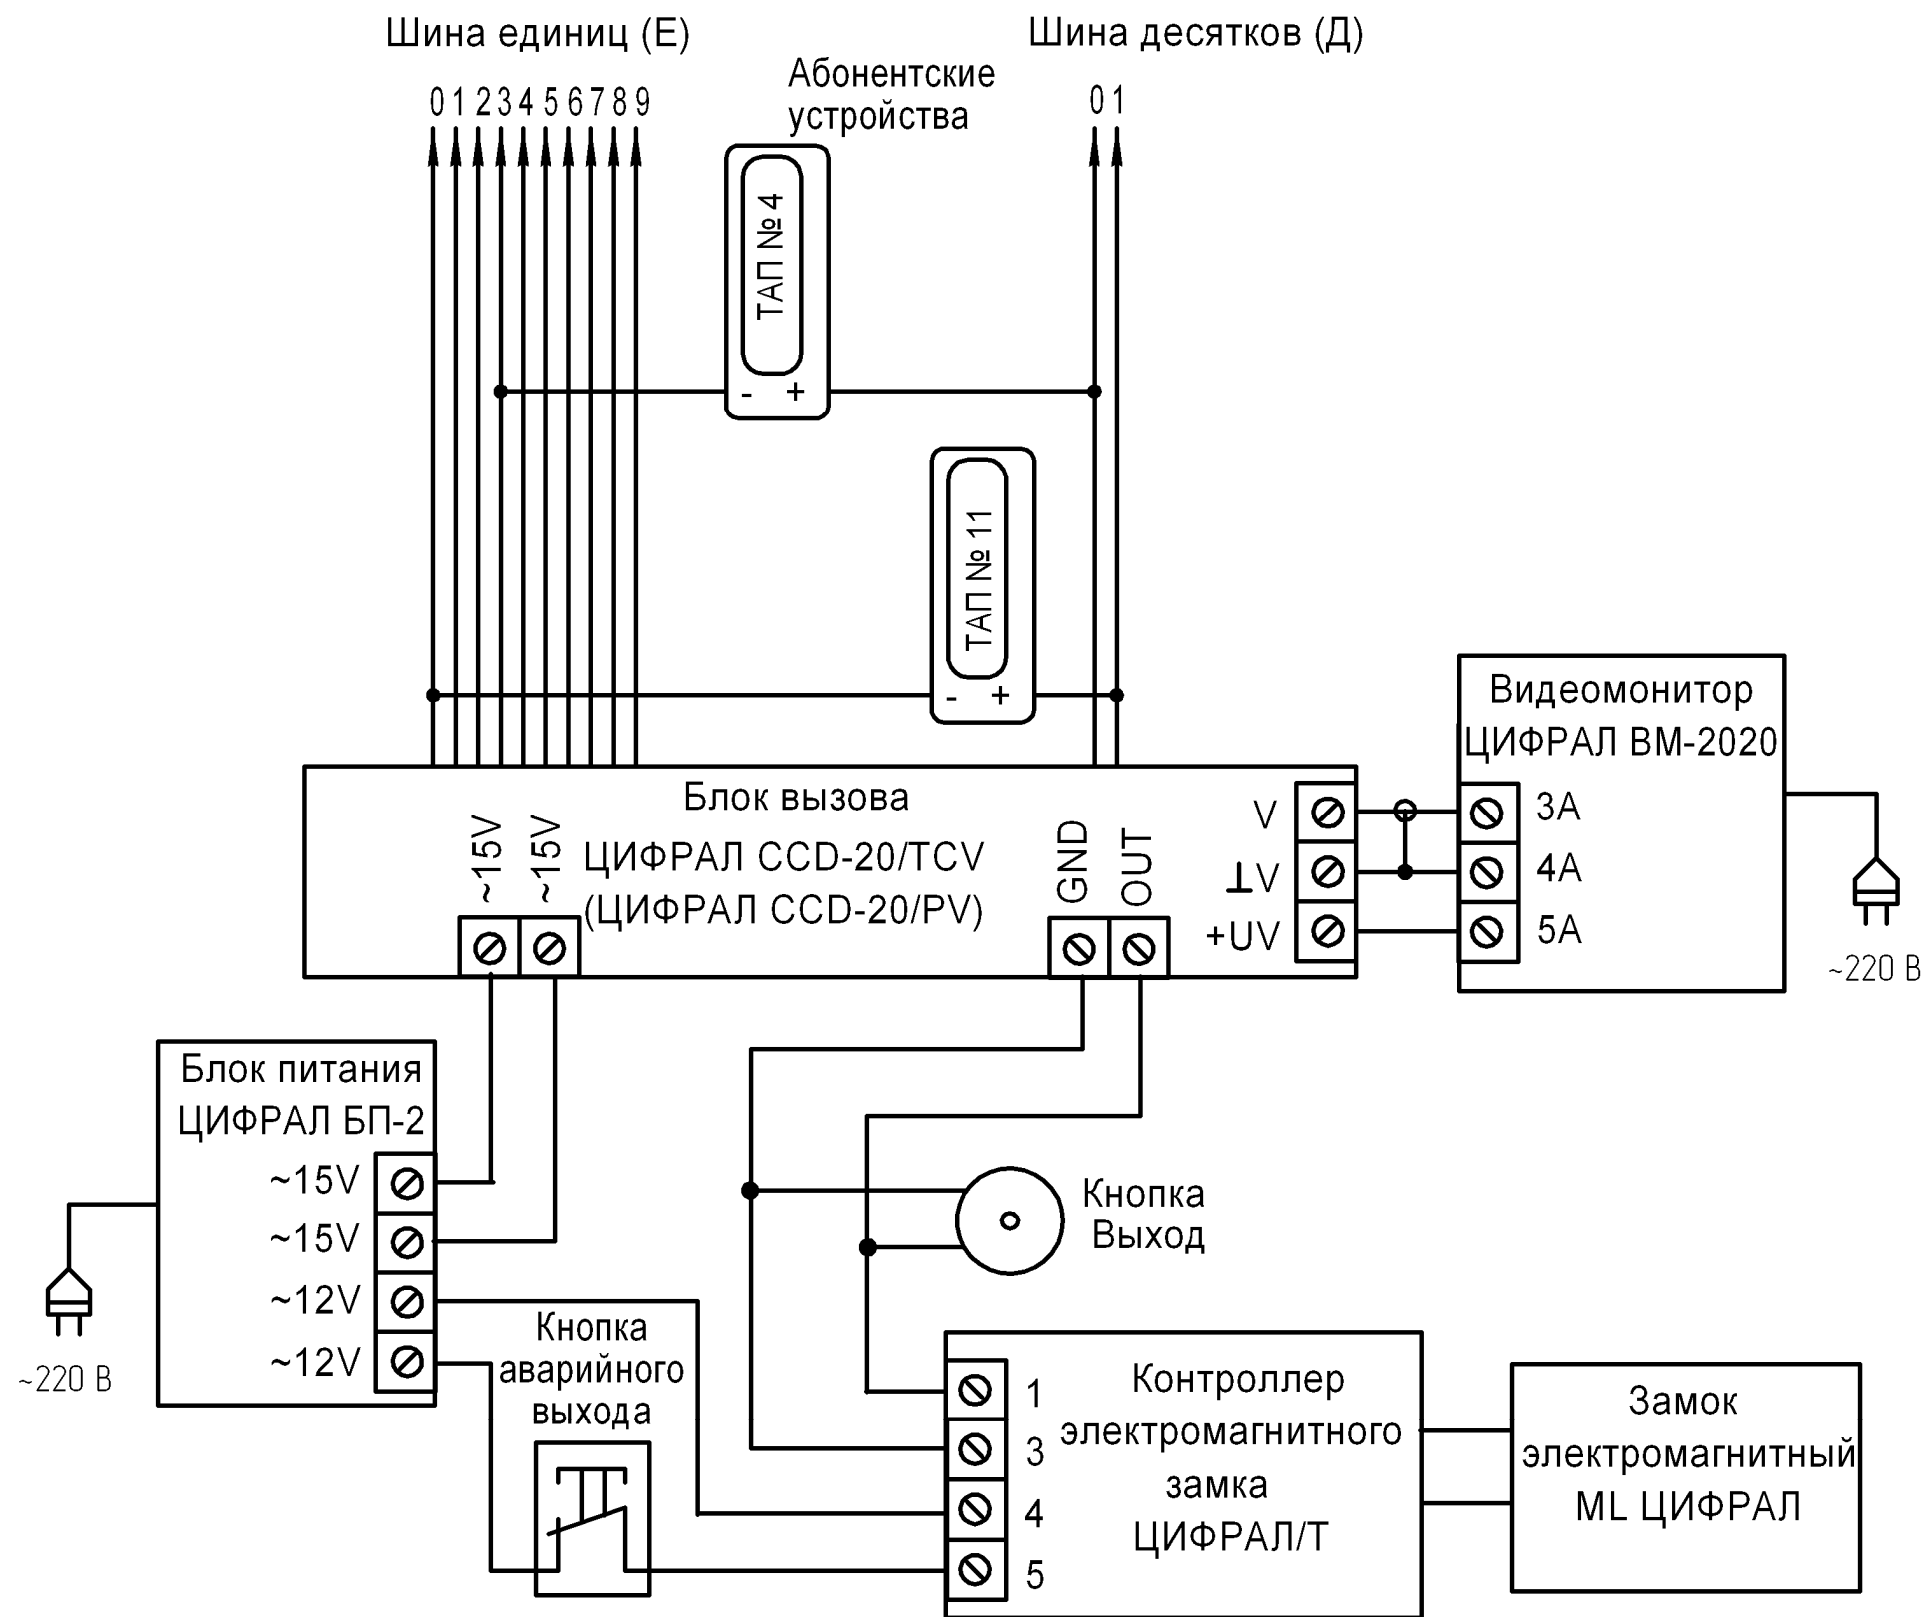 Шина единиц (Е)
Шина десятков (Д)
Абонентские
устройства
0 1 2 3 4 5 6 7 8 9
0 1
ТАП № 4
- +
ТАП № 11
- +
Видеомонитор
ЦИФРАЛ ВМ-2020
3А
4А
5А
~220 В
Блок вызова
ЦИФРАЛ CCD-20/TCV
(ЦИФРАЛ CCD-20/PV)
~15V
~15V
GND
OUT
V
⊥V
+UV
Блок питания
ЦИФРАЛ БП-2
~15V
~15V
~12V
~12V
~220 В
Кнопка
Выход
Кнопка
аварийного
выхода
1
3
4
5
Контроллер
электромагнитного
замка
ЦИФРАЛ/Т
Замок
электромагнитный
ML ЦИФРАЛ